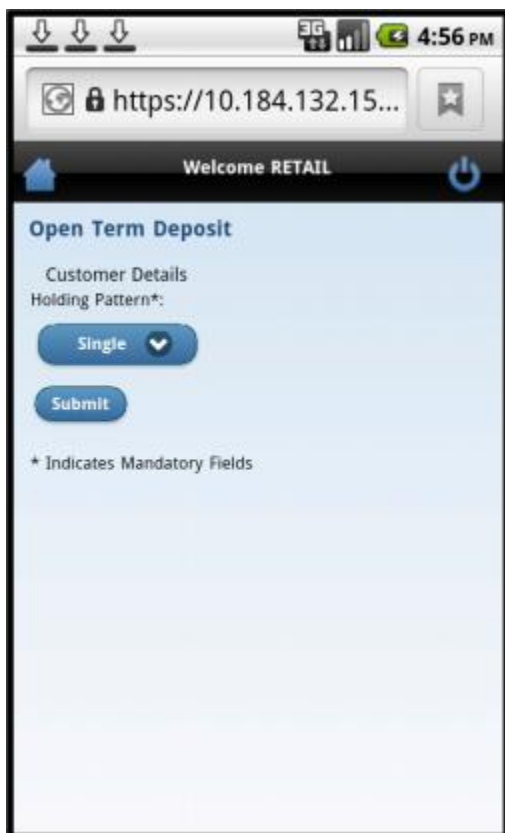 3G
4:56 PM
https://10.184.132.15...
Welcome RETAIL
Open Term Deposit
Customer Details
Holding Pattern*:
Single
Submit
* Indicates Mandatory Fields